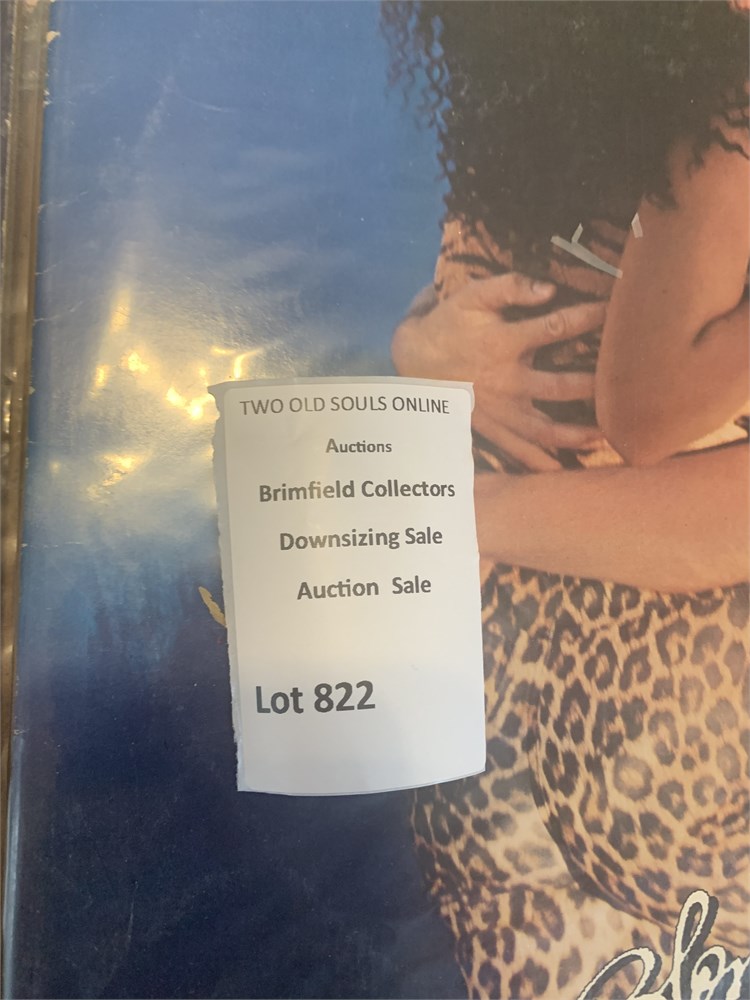 TWO OLD SOULS ONLINE
Auctions
Brimfield Collectors
Downsizing Sale
Auction Sale
Lot 822